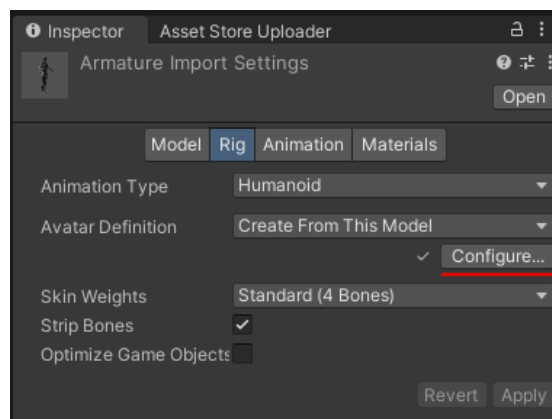 Inspector Asset Store Uploader
Armature Import Settings
Open
Model Rig Animation Materials
Animation Type Humanoid
Avatar Definition Create From This Model
Configure...
Skin Weights Standard (4 Bones)
Strip Bones
Optimize Game Objects
Revert Apply